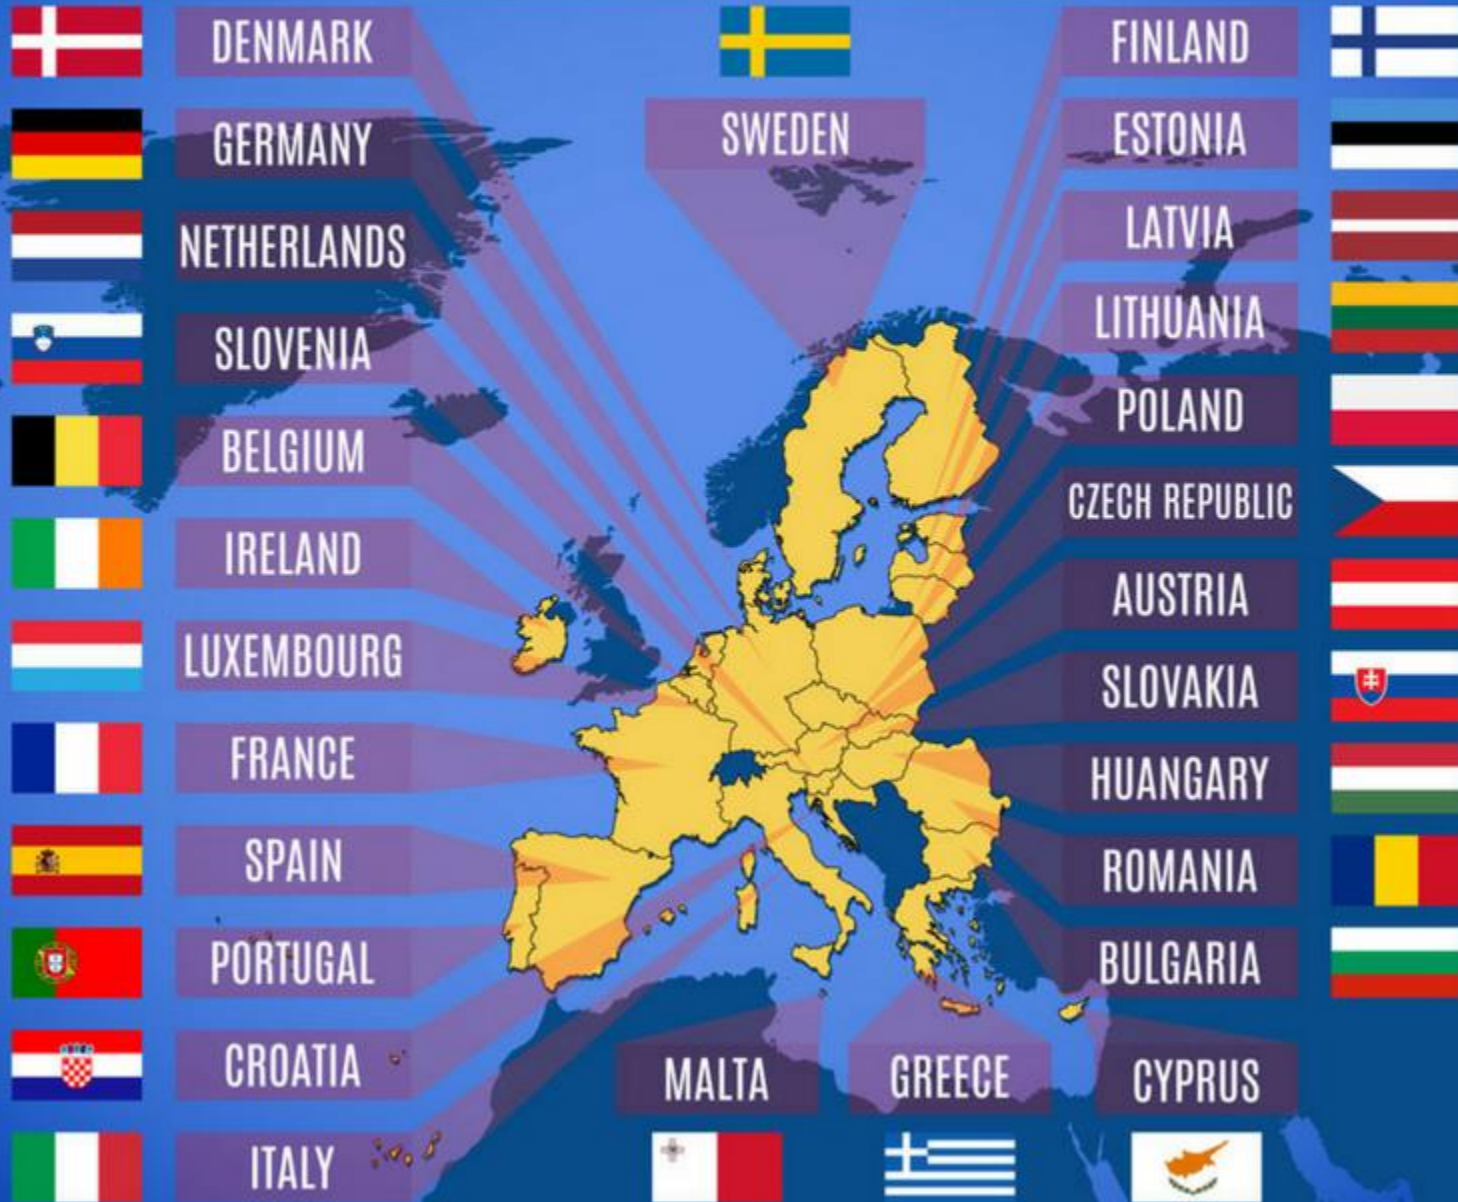 DENMARK
GERMANY
NETHERLANDS
SLOVENIA
BELGIUM
IRELAND
LUXEMBOURG
FRANCE
SPAIN
PORTUGAL
CROATIA
ITALY
SWEDEN
FINLAND
ESTONIA
LATVIA
LITHUANIA
POLAND
CZECH REPUBLIC
AUSTRIA
SLOVAKIA
HUANGARY
ROMANIA
BULGARIA
MALTA
GREECE
CYPRUS